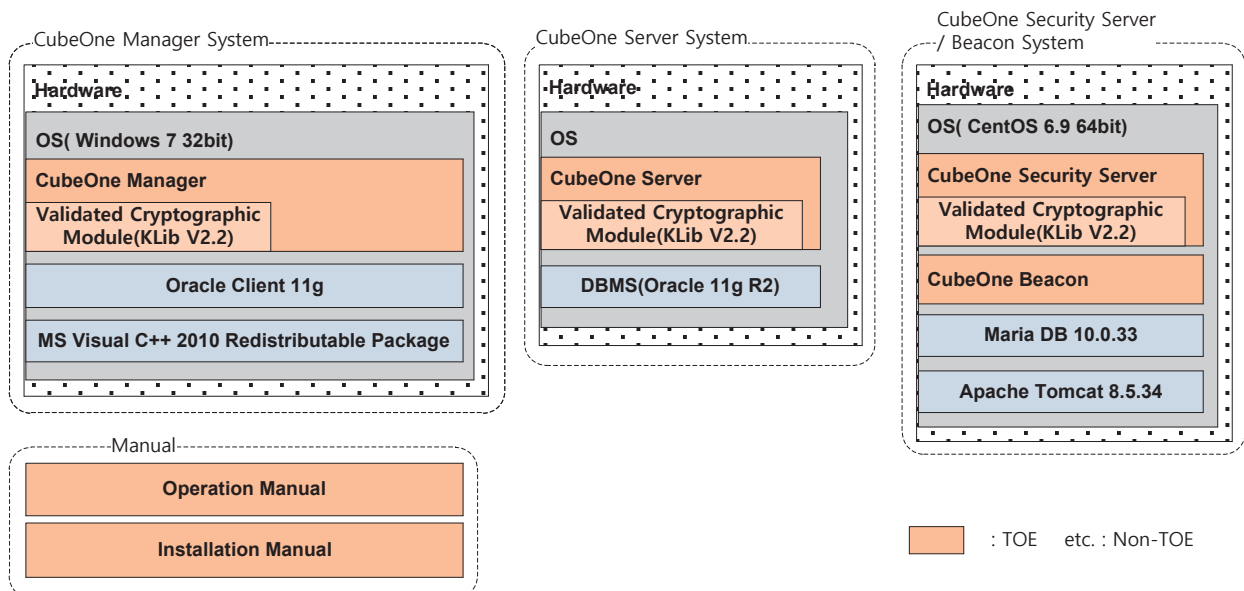 CubeOne Manager System
Hardware
OS( Windows 7 32bit)
CubeOne Manager
Validated Cryptographic
Module(KLib V2.2)
Oracle Client 11g
MS Visual C++ 2010 Redistributable Package
CubeOne Server System
Hardware
OS
CubeOne Server
Validated Cryptographic
Module(KLib V2.2)
DBMS(Oracle 11g R2)
CubeOne Security Server
/ Beacon System
Hardware
OS( CentOS 6.9 64bit)
CubeOne Security Server
Validated Cryptographic
Module(KLib V2.2)
CubeOne Beacon
Maria DB 10.0.33
Apache Tomcat 8.5.34
Manual
Operation Manual
Installation Manual
: TOE etc. : Non-TOE